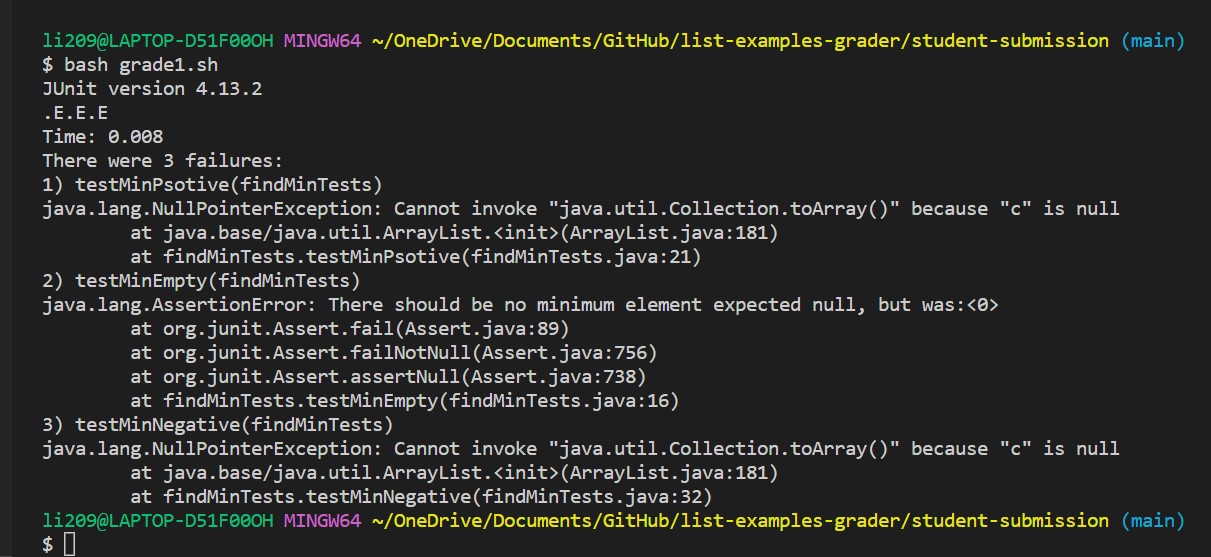 li209@LAPTOP-D51F00OH MINGW64 ~/OneDrive/Documents/GitHub/list-examples-grader/student-submission (main)
$ bash grade1.sh
JUnit version 4.13.2
.E.E.E
Time: 0.008
There were 3 failures:
1) testMinPsotive(findMinTests)
java.lang.NullPointerException: Cannot invoke "java.util.Collection.toArray()" because "c" is null
        at java.base/java.util.ArrayList.<init>(ArrayList.java:181)
        at findMinTests.testMinPsotive(findMinTests.java:21)
2) testMinEmpty(findMinTests)
java.lang.AssertionError: There should be no minimum element expected null, but was:<0>
        at org.junit.Assert.fail(Assert.java:89)
        at org.junit.Assert.failNotNull(Assert.java:756)
        at org.junit.Assert.assertNull(Assert.java:738)
        at findMinTests.testMinEmpty(findMinTests.java:16)
3) testMinNegative(findMinTests)
java.lang.NullPointerException: Cannot invoke "java.util.Collection.toArray()" because "c" is null
        at java.base/java.util.ArrayList.<init>(ArrayList.java:181)
        at findMinTests.testMinNegative(findMinTests.java:32)
li209@LAPTOP-D51F00OH MINGW64 ~/OneDrive/Documents/GitHub/list-examples-grader/student-submission (main)
$